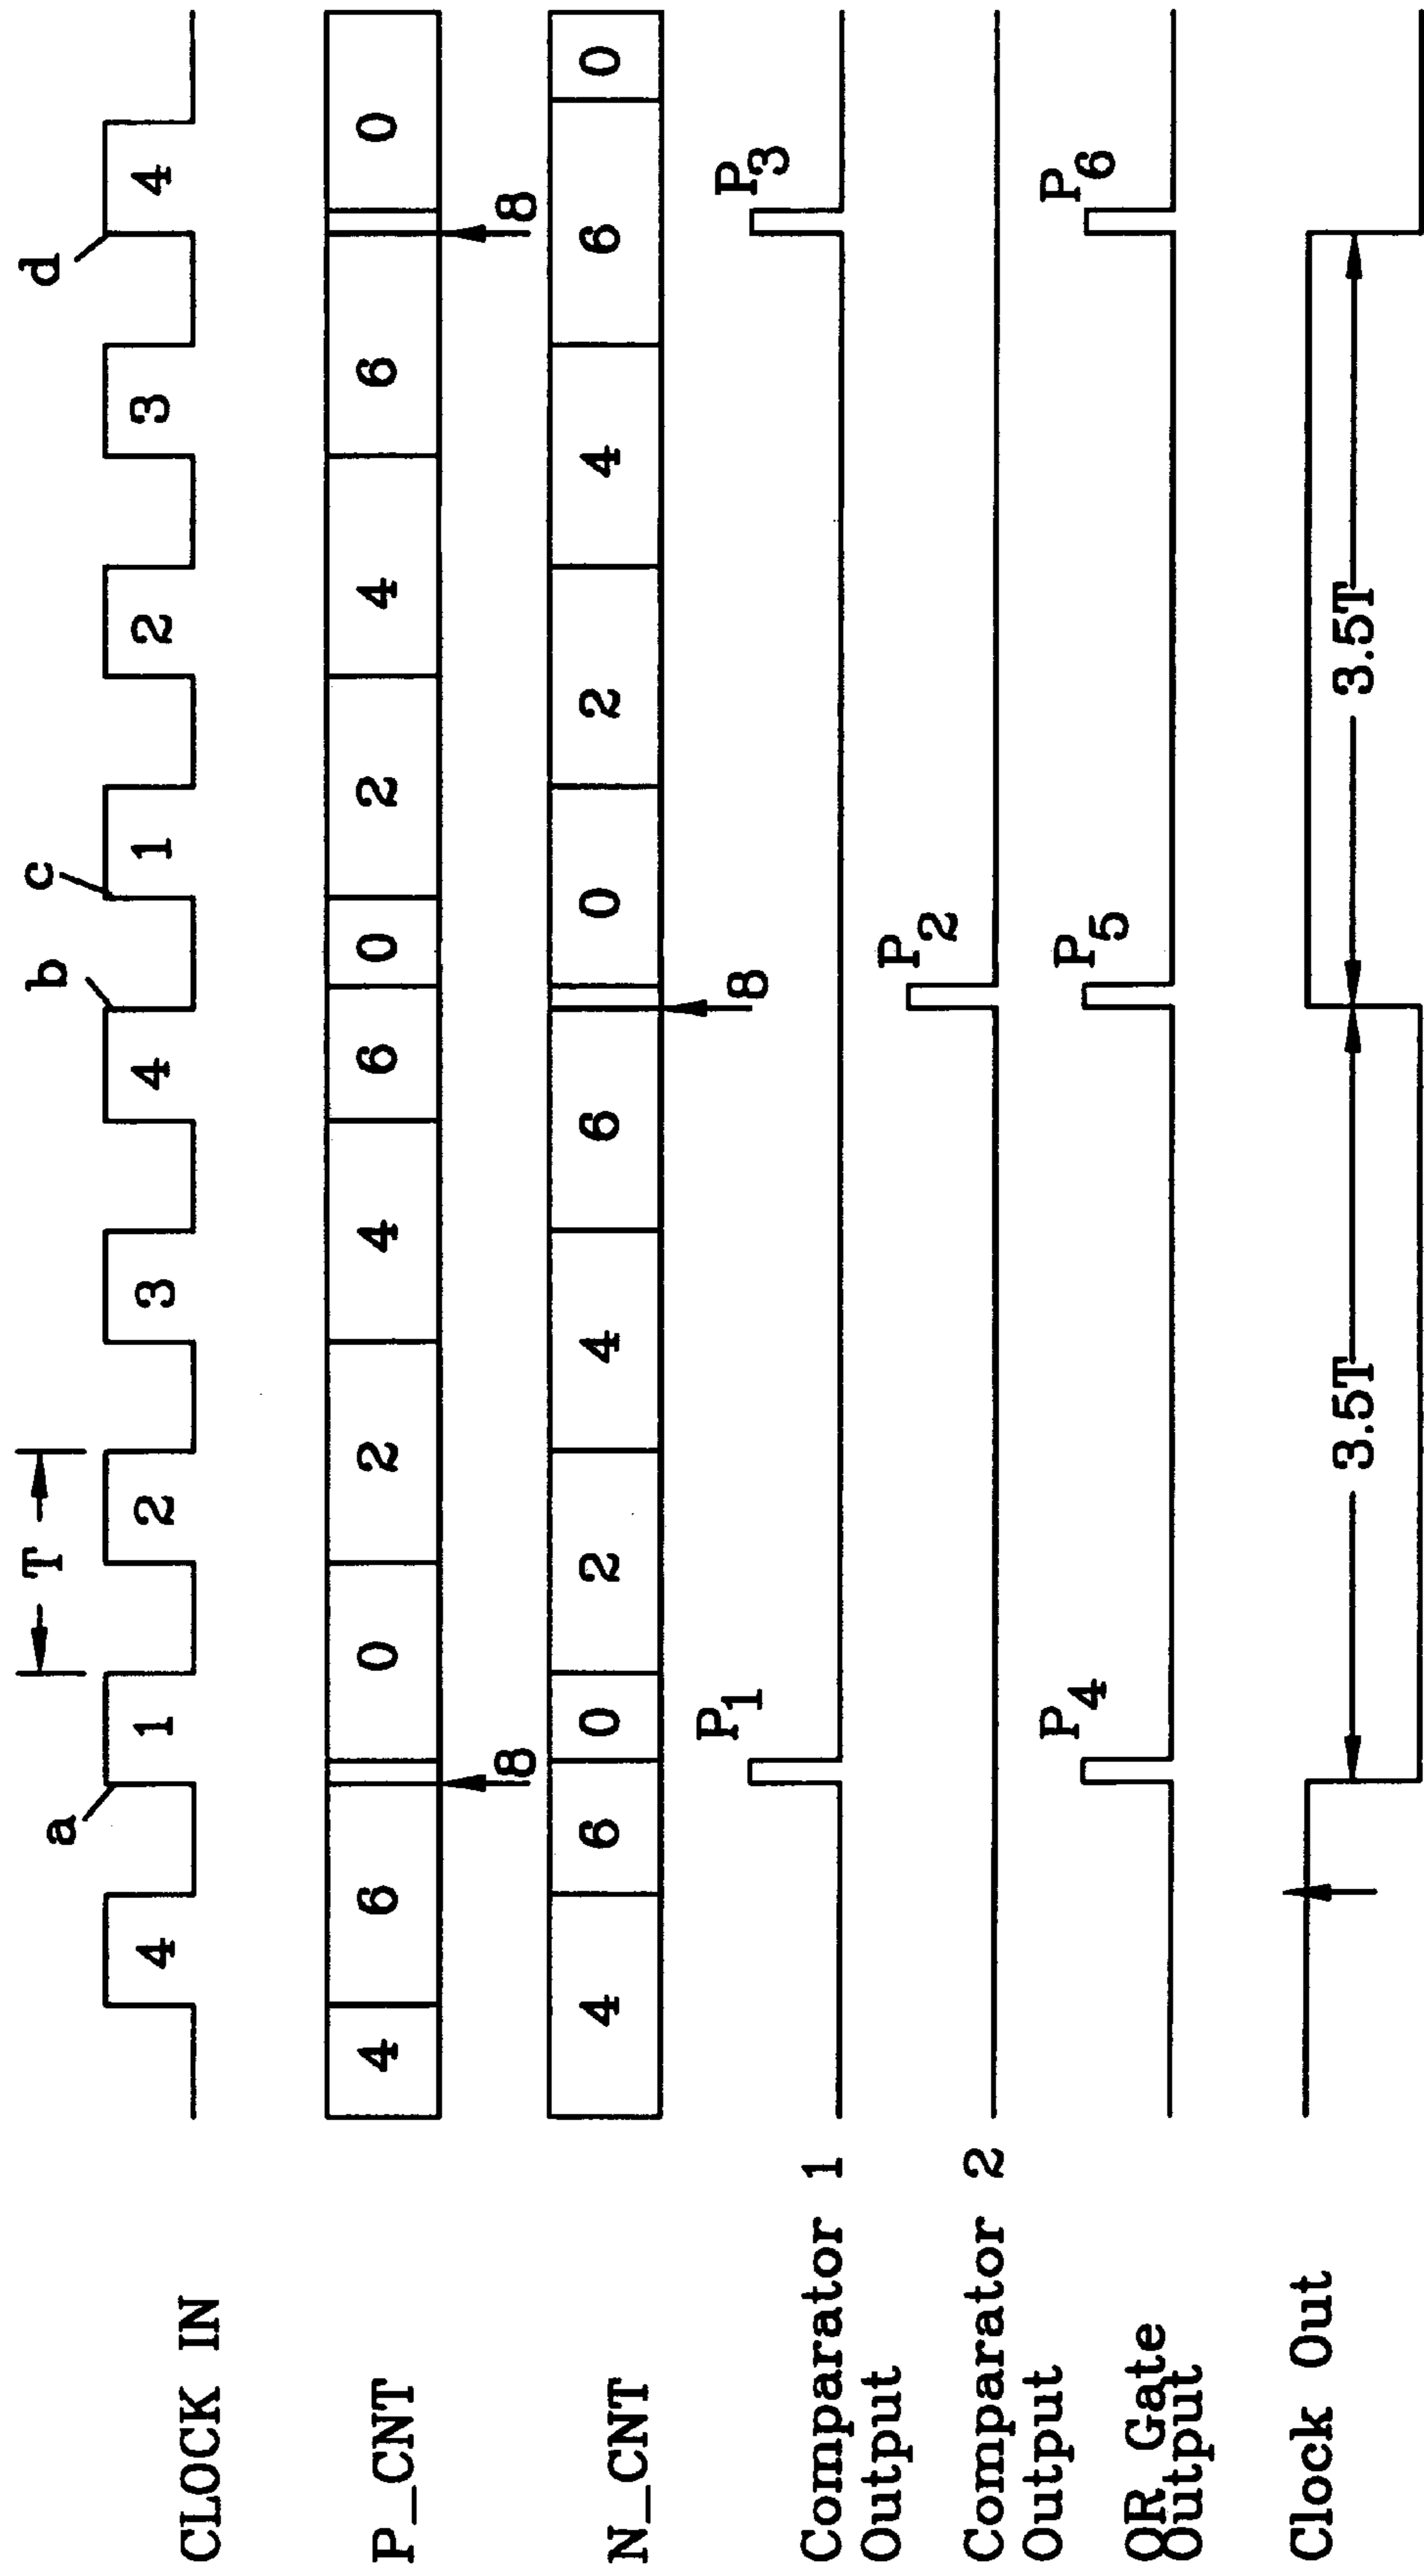 CLOCK IN
4 1 2 3 4 1 2 3 4
a T b c d
P_CNT
4 6 0 2 4 6 0 2 4 6 0
8 8
N_CNT
4 6 0 2 4 6 0 2 4 6 0
8
Comparator 1
Output
P1 P3
Comparator 2
Output
P2
OR Gate
Output
P4 P5 P6
Clock Out
3.5T 3.5T